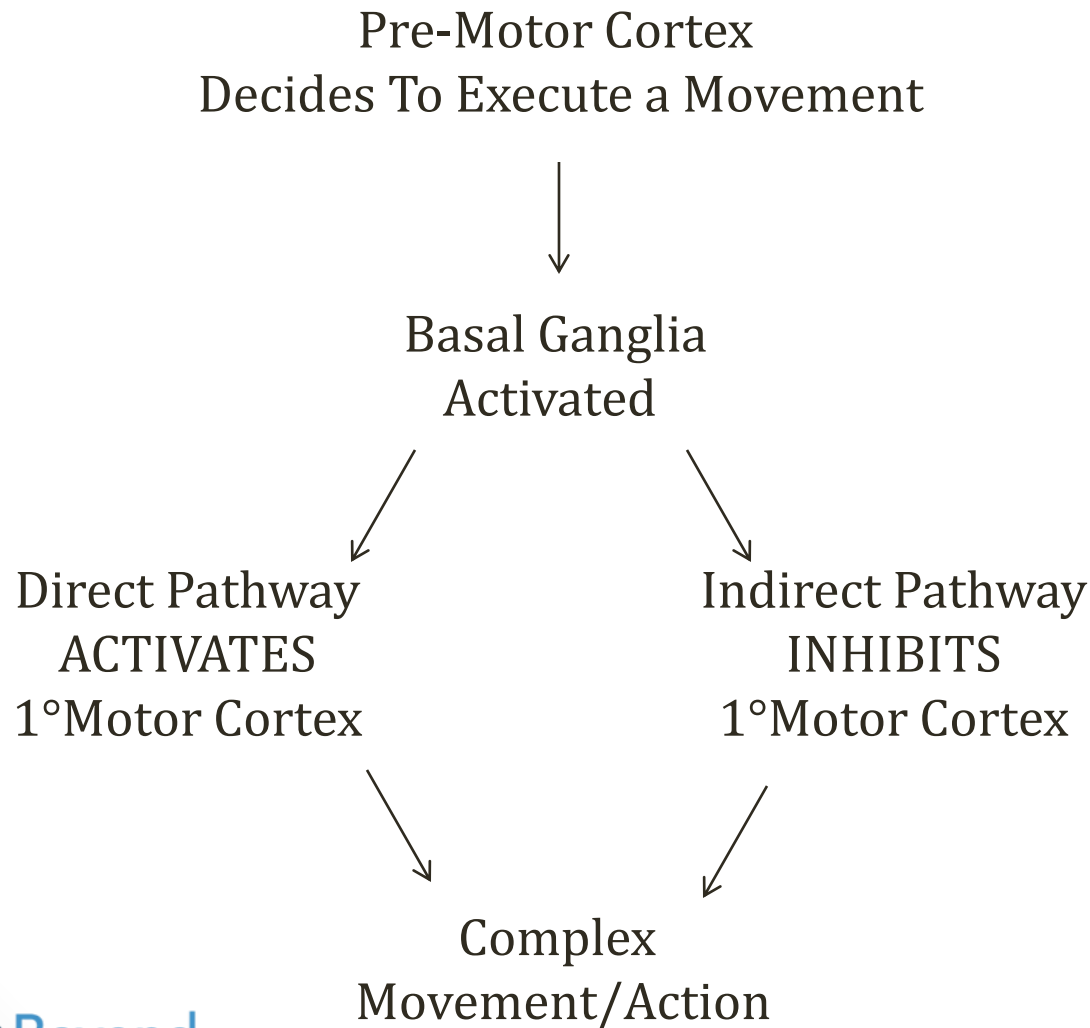 Pre-Motor Cortex
Decides To Execute a Movement
Basal Ganglia
Activated
Direct Pathway
ACTIVATES
1°Motor Cortex
Indirect Pathway
INHIBITS
1°Motor Cortex
Complex
Movement/Action